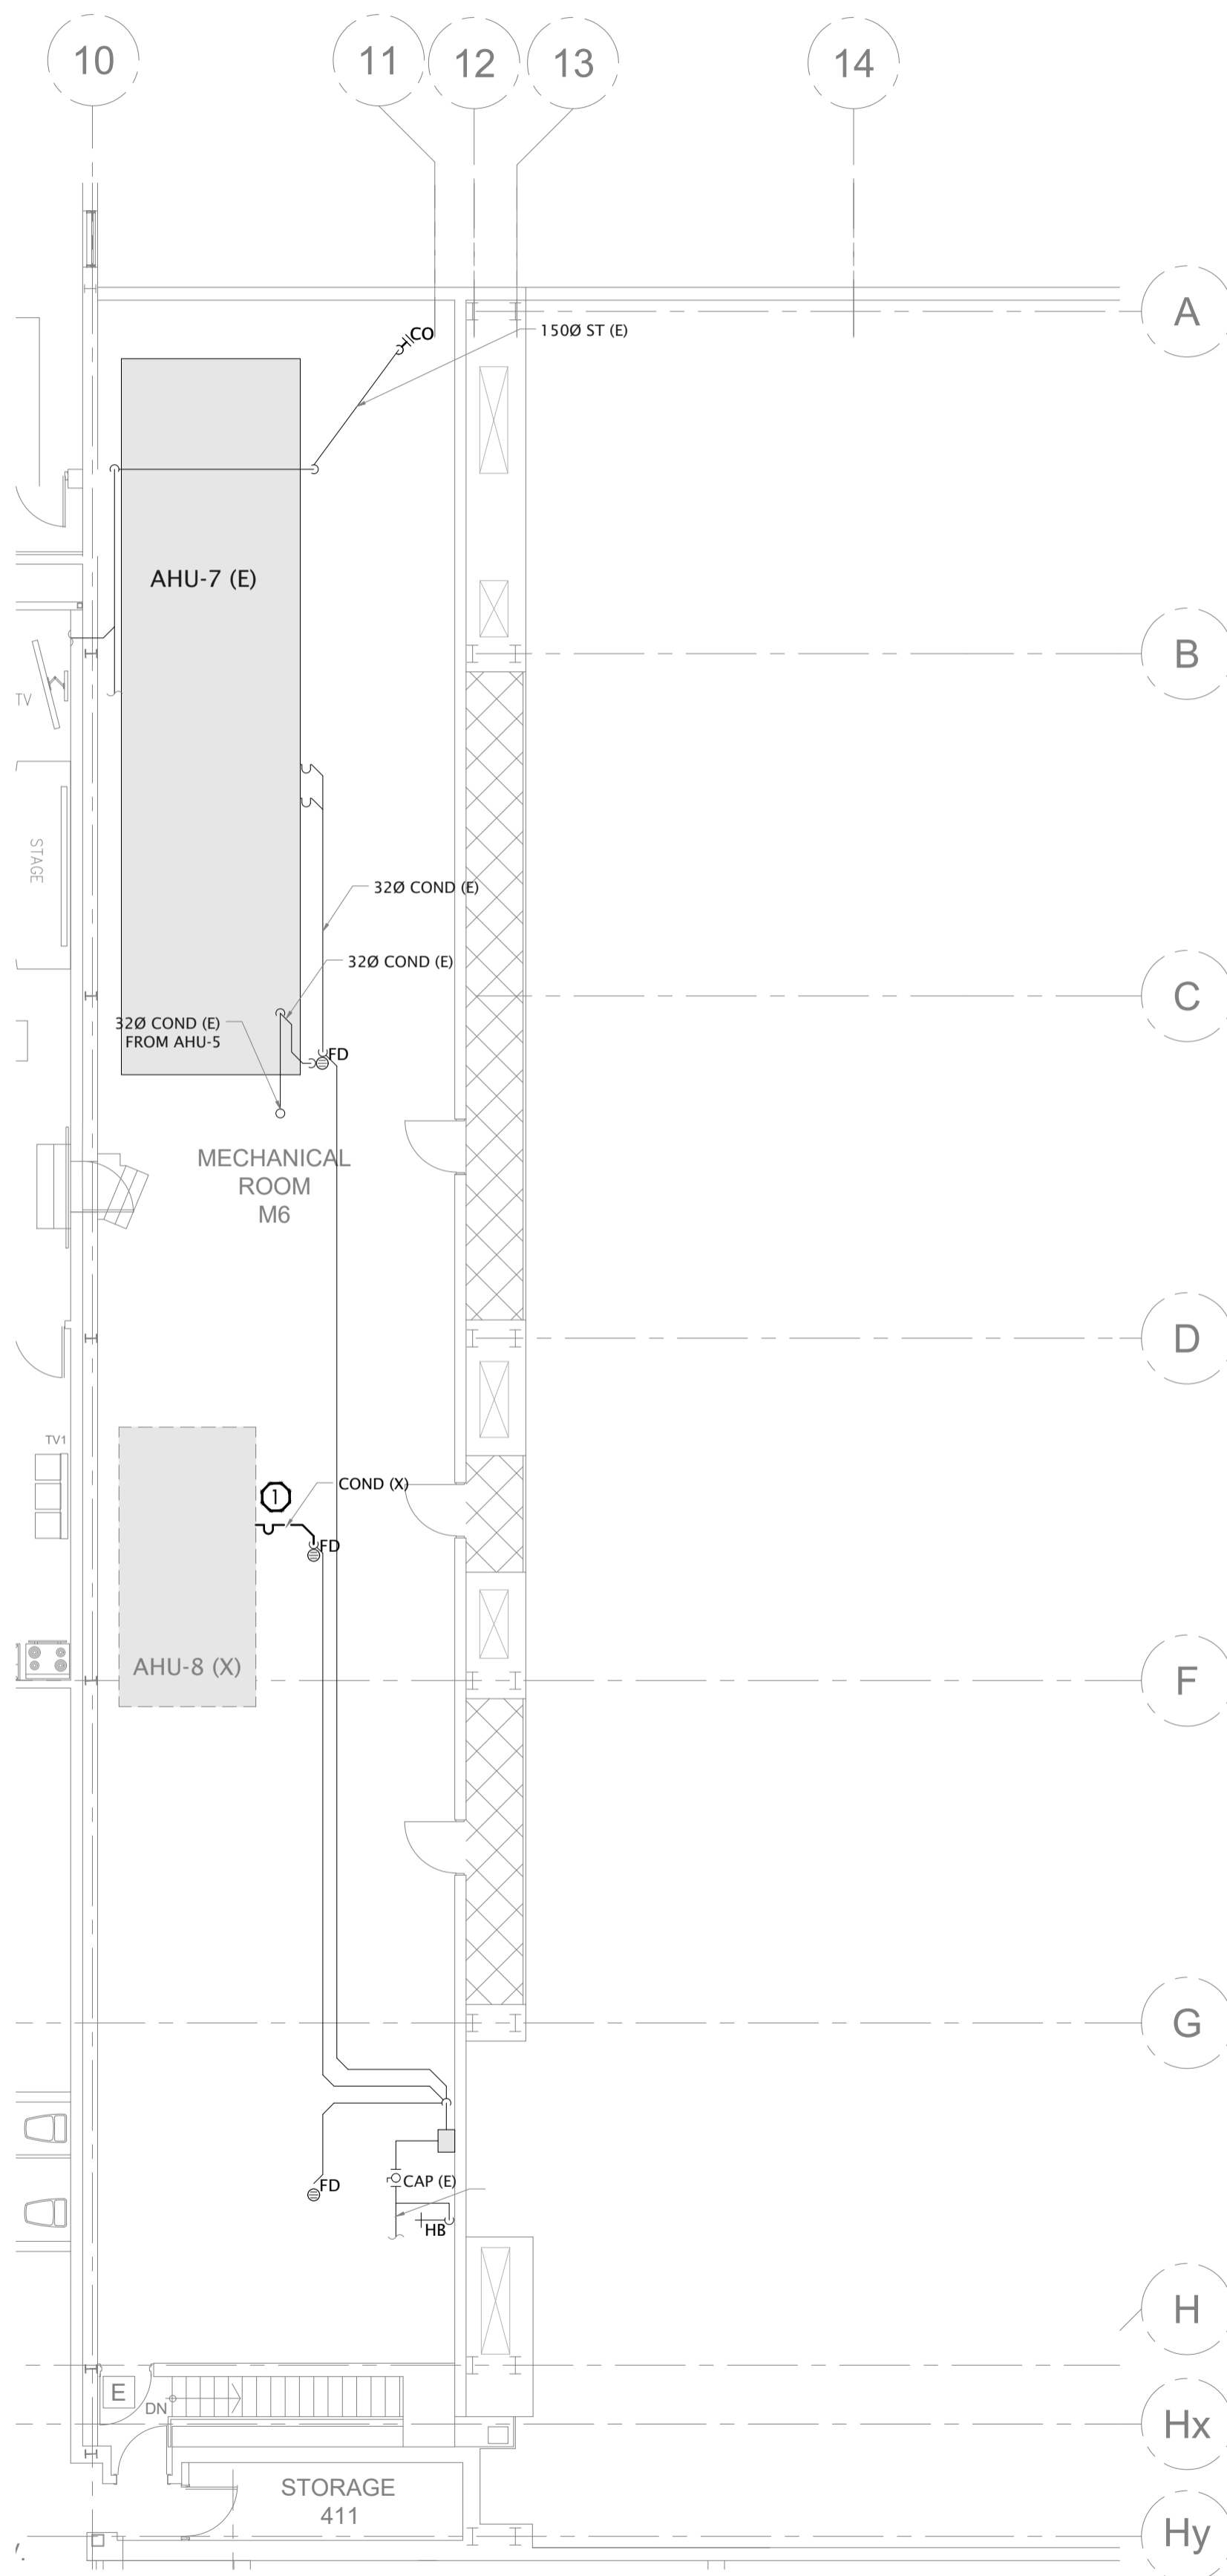 10
11
12
13
14
A
CO
150Ø ST (E)
AHU-7 (E)
B
TV
STAGE
32Ø COND (E)
32Ø COND (E)
C
32Ø COND (E)
FROM AHU-5
FD
MECHANICAL
ROOM
M6
D
TV1
1
COND (X)
FD
AHU-8 (X)
F
G
FD
CAP (E)
HB
H
E
DN
Hx
STORAGE
411
Hy